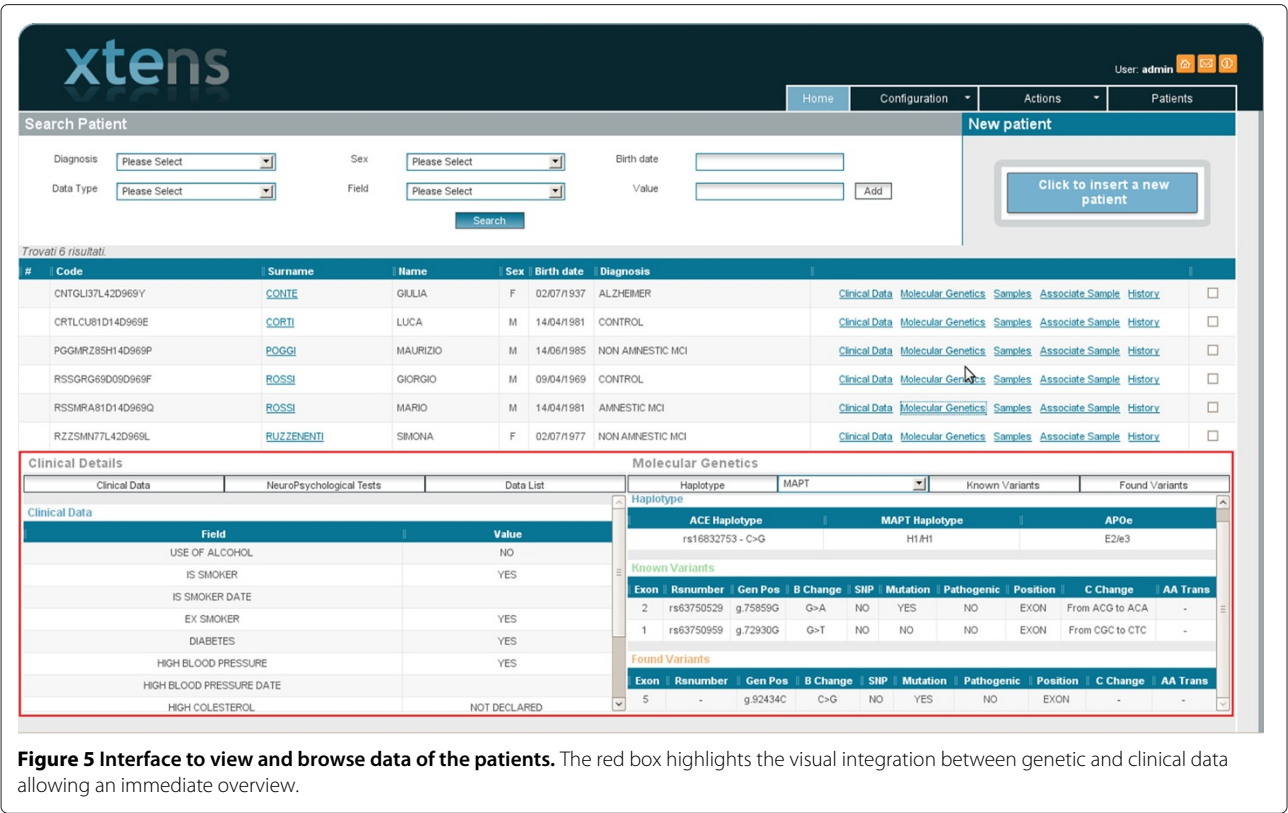 xtens
User: admin
Home Configuration Actions Patients
Search Patient New patient
Diagnosis Please Select Sex Please Select Birth date
Data Type Please Select Field Please Select Value Add
Click to insert a new patient
Search
Trovati 6 risultati.
# Code Surname Name Sex Birth date Diagnosis
CNTGLI37L42D969Y CONTE GIULIA F 02/07/1937 ALZHEIMER Clinical Data Molecular Genetics Samples Associate Sample History
CRTLCU81D14D969E CORTI LUCA M 14/04/1981 CONTROL Clinical Data Molecular Genetics Samples Associate Sample History
PGGMRZ85H14D969P POGGI MAURIZIO M 14/06/1985 NON AMNESTIC MCI Clinical Data Molecular Genetics Samples Associate Sample History
RSSGRG69D09D969F ROSSI GIORGIO M 09/04/1969 CONTROL Clinical Data Molecular Genetics Samples Associate Sample History
RSSMRA81D14D969Q ROSSI MARIO M 14/04/1981 AMNESTIC MCI Clinical Data Molecular Genetics Samples Associate Sample History
RZZSMN77L42D969L RUZZENENTI SIMONA F 02/07/1977 NON AMNESTIC MCI Clinical Data Molecular Genetics Samples Associate Sample History
Clinical Details
Clinical Data NeuroPsychological Tests Data List
Clinical Data
Field Value
USE OF ALCOHOL NO
IS SMOKER YES
IS SMOKER DATE
EX SMOKER YES
DIABETES YES
HIGH BLOOD PRESSURE YES
HIGH BLOOD PRESSURE DATE
HIGH COLESTEROL NOT DECLARED
Molecular Genetics
Haplotype MAPT Known Variants Found Variants
Haplotype
ACE Haplotype MAPT Haplotype APOe
rs16832753 - C>G H1/H1 E2/e3
Known Variants
Exon Rsnumber Gen Pos B Change SNP Mutation Pathogenic Position C Change AA Trans
2 rs63750529 g.75859G G>A NO YES NO EXON From ACG to ACA -
1 rs63750959 g.72930G G>T NO NO NO EXON From CGC to CTC -
Found Variants
Exon Rsnumber Gen Pos B Change SNP Mutation Pathogenic Position C Change AA Trans
5 - g.92434C C>G NO YES NO EXON - -
Figure 5 Interface to view and browse data of the patients. The red box highlights the visual integration between genetic and clinical data
allowing an immediate overview.